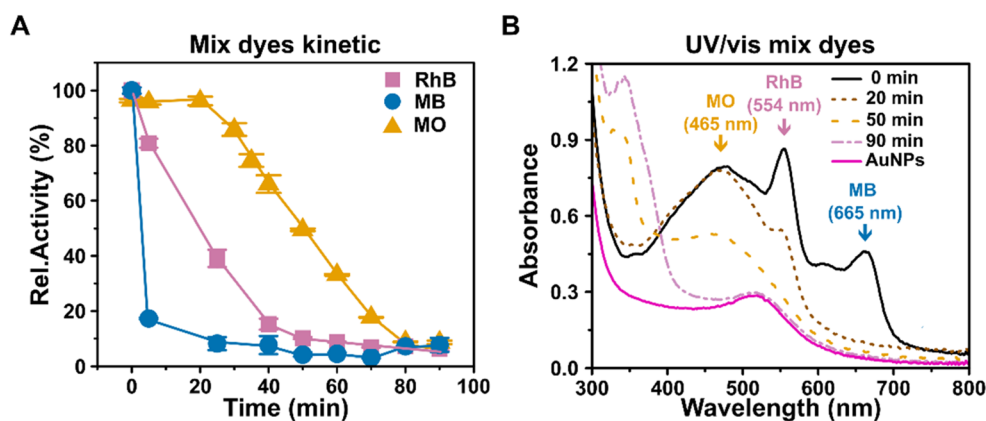 A
Mix dyes kinetic
Rel.Activity (%)
100
80
60
40
20
0
RhB
MB
MO
0
20
40
60
80
100
Time (min)
B
UV/vis mix dyes
Absorbance
1.2
0.9
0.6
0.3
0.0
MO
(465 nm)
RhB
(554 nm)
MB
(665 nm)
0 min
20 min
50 min
90 min
AuNPs
300
400
500
600
700
800
Wavelength (nm)